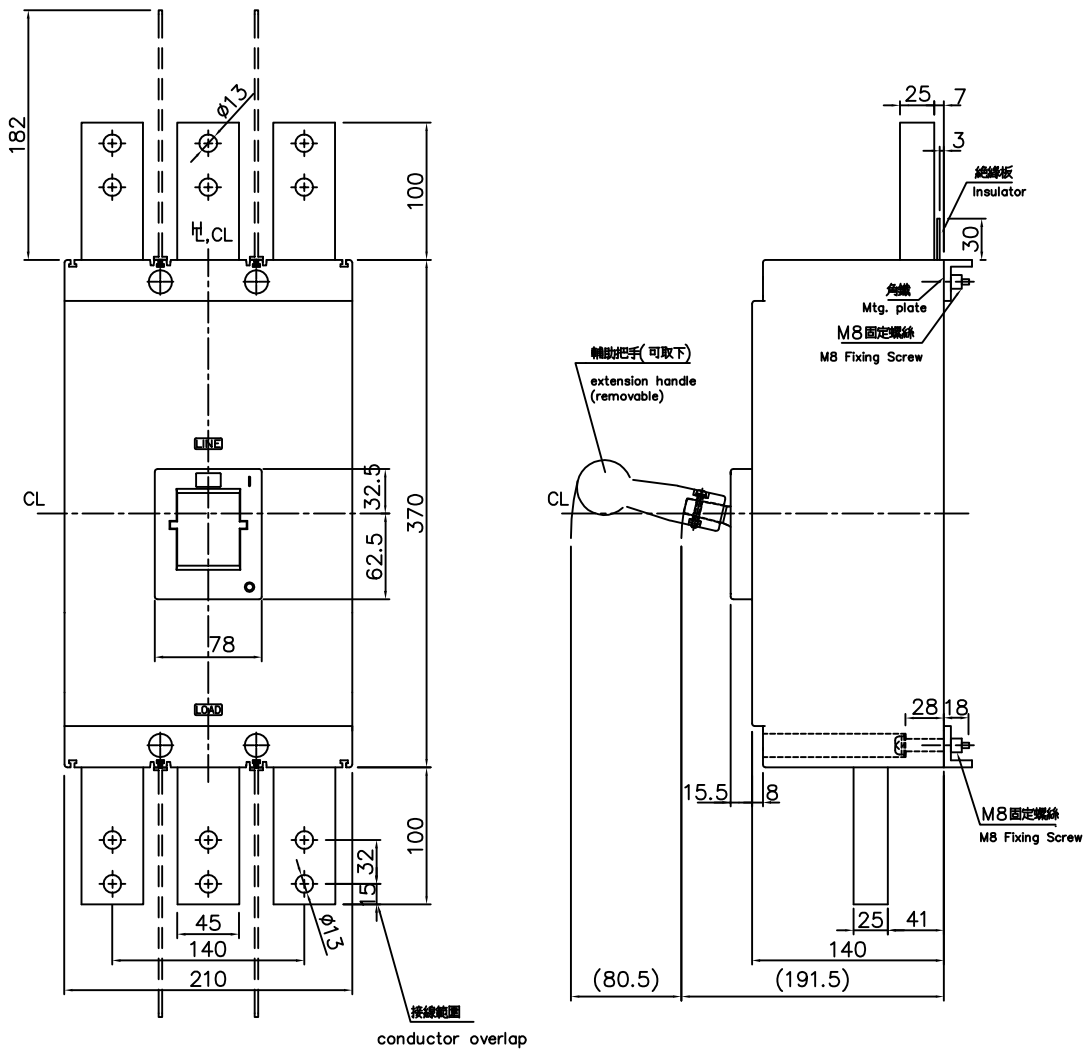 182
ø13
100
H
L,CL
LINE
I
CL
32.5
62.5
370
78
LOAD
O
32
15
100
ø13
45
140
210
接線範圍
conductor overlap
25
7
3
絕緣板
Insulator
30
角鐵
Mtg. plate
M8固定螺絲
M8 Fixing Screw
輔助把手(可取下)
extension handle
(removable)
CL
28
18
15.5
8
M8固定螺絲
M8 Fixing Screw
25
41
140
(80.5)
(191.5)